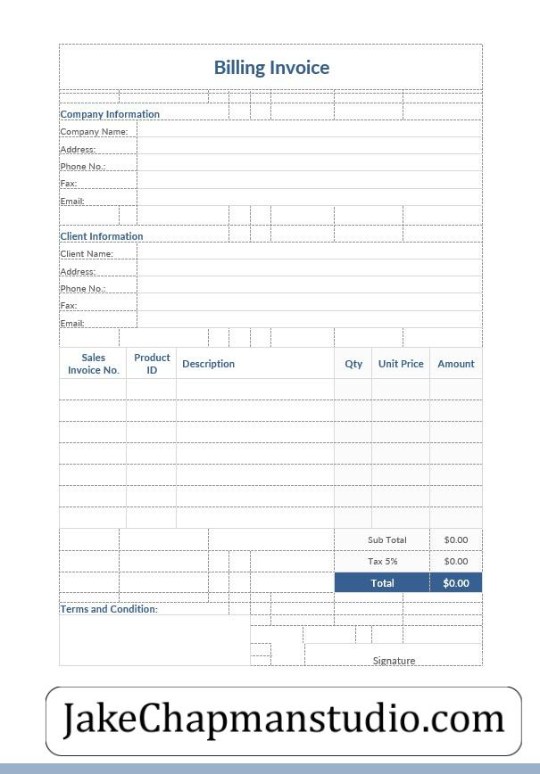 Billing Invoice
Company Information
Company Name:
Address:
Phone No.:
Fax:
Email:
Client Information
Client Name:
Address:
Phone No.:
Fax:
Email:
Sales Invoice No. Product ID Description Qty Unit Price Amount
Sub Total $0.00
Tax 5% $0.00
Total $0.00
Terms and Condition:
Signature
JakeChapmanstudio.com